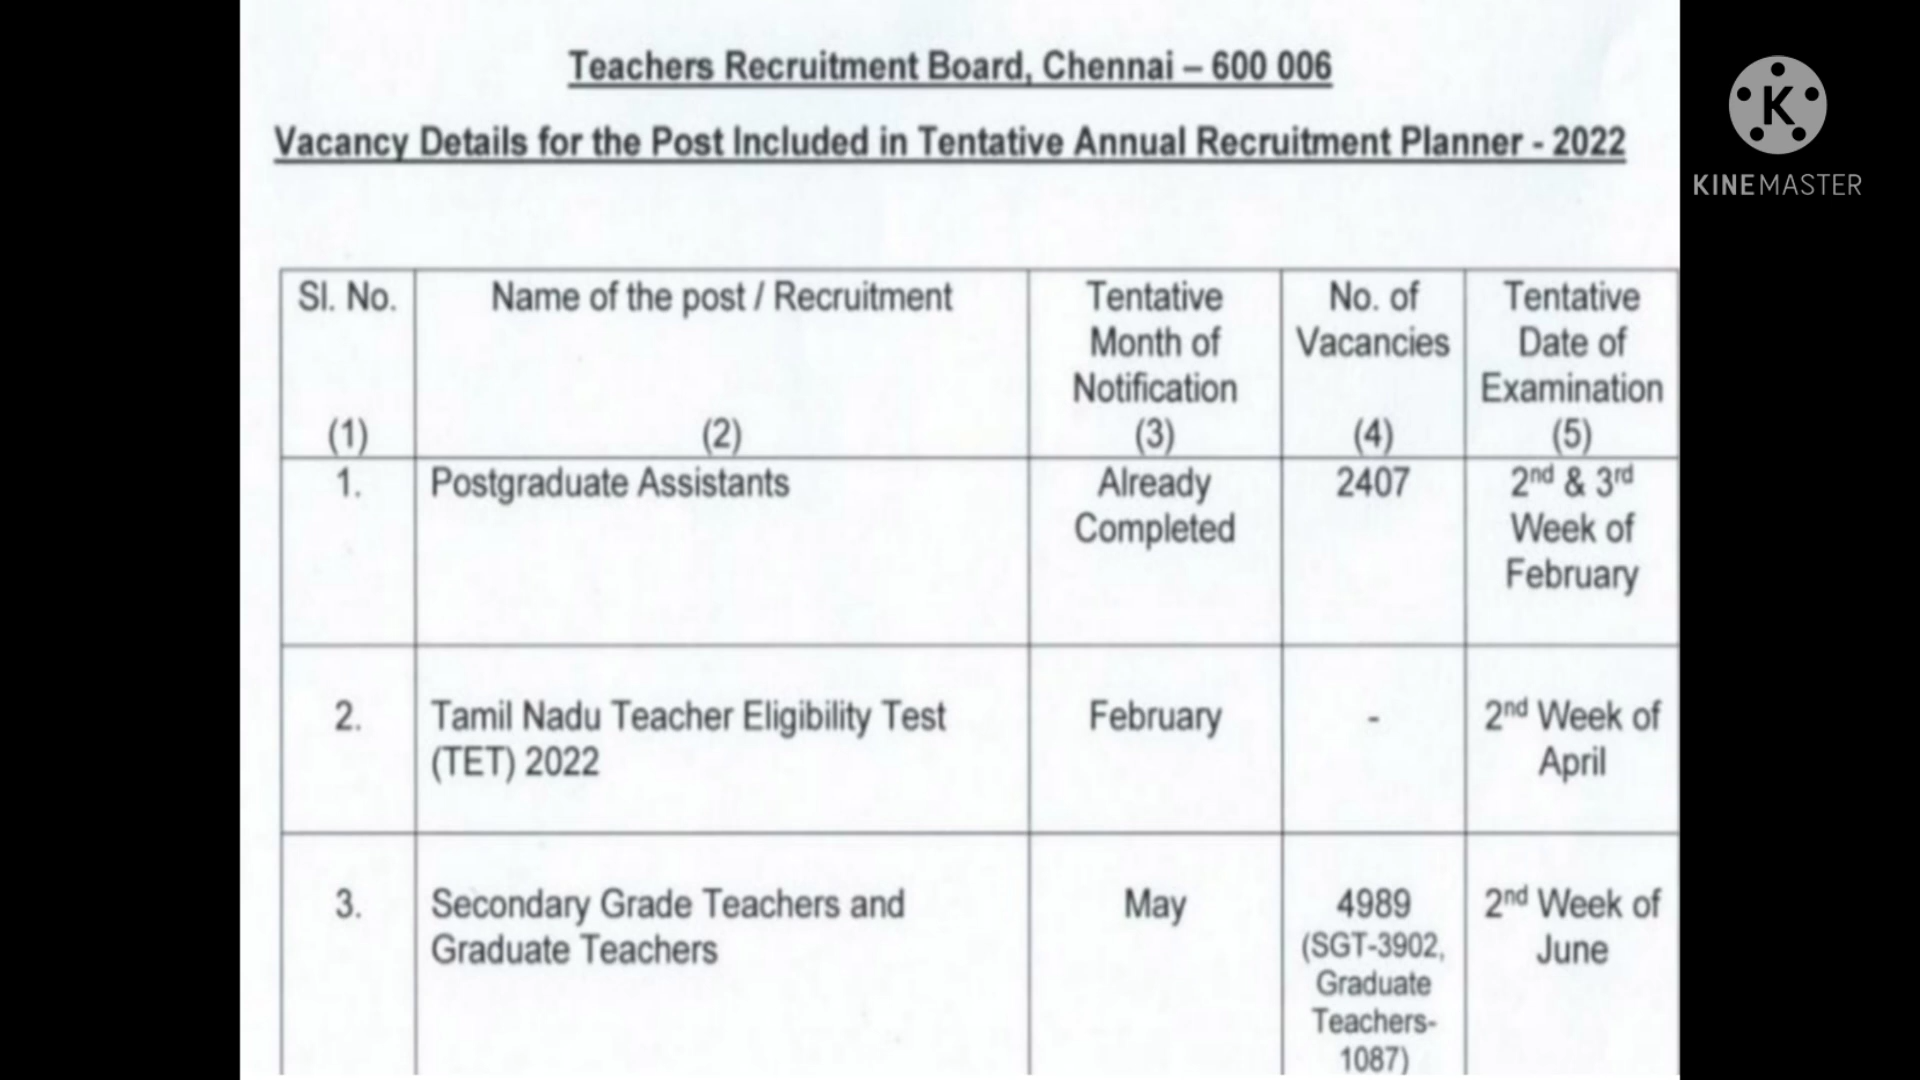 Teachers Recruitment Board, Chennai – 600 006
Vacancy Details for the Post Included in Tentative Annual Recruitment Planner - 2022
KINEMASTER
Sl. No.
(1)
Name of the post / Recruitment
(2)
Tentative
Month of
Notification
(3)
No. of
Vacancies
(4)
Tentative
Date of
Examination
(5)
1.
Postgraduate Assistants
Already
Completed
2407
2nd & 3rd
Week of
February
2.
Tamil Nadu Teacher Eligibility Test
(TET) 2022
February
-
2nd Week of
April
3.
Secondary Grade Teachers and
Graduate Teachers
May
4989
(SGT-3902,
Graduate
Teachers-
1087)
2nd Week of
June